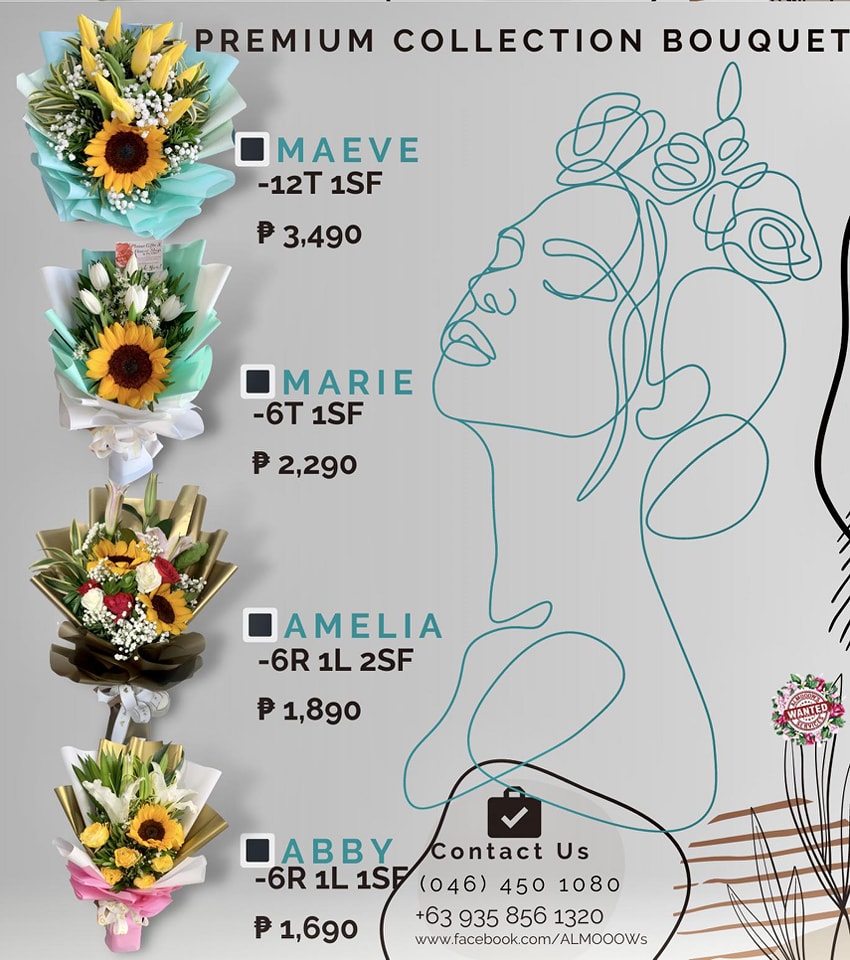 PREMIUM COLLECTION BOUQUET
MAEVE
-12T 1SF
₱ 3,490
MARIE
-6T 1SF
₱ 2,290
AMELIA
-6R 1L 2SF
₱ 1,890
WANTED
SERVICES
ABBY
-6R 1L 1SF
₱ 1,690
Contact Us
(046) 450 1080
+63 935 856 1320
www.facebook.com/ALMOOOWs